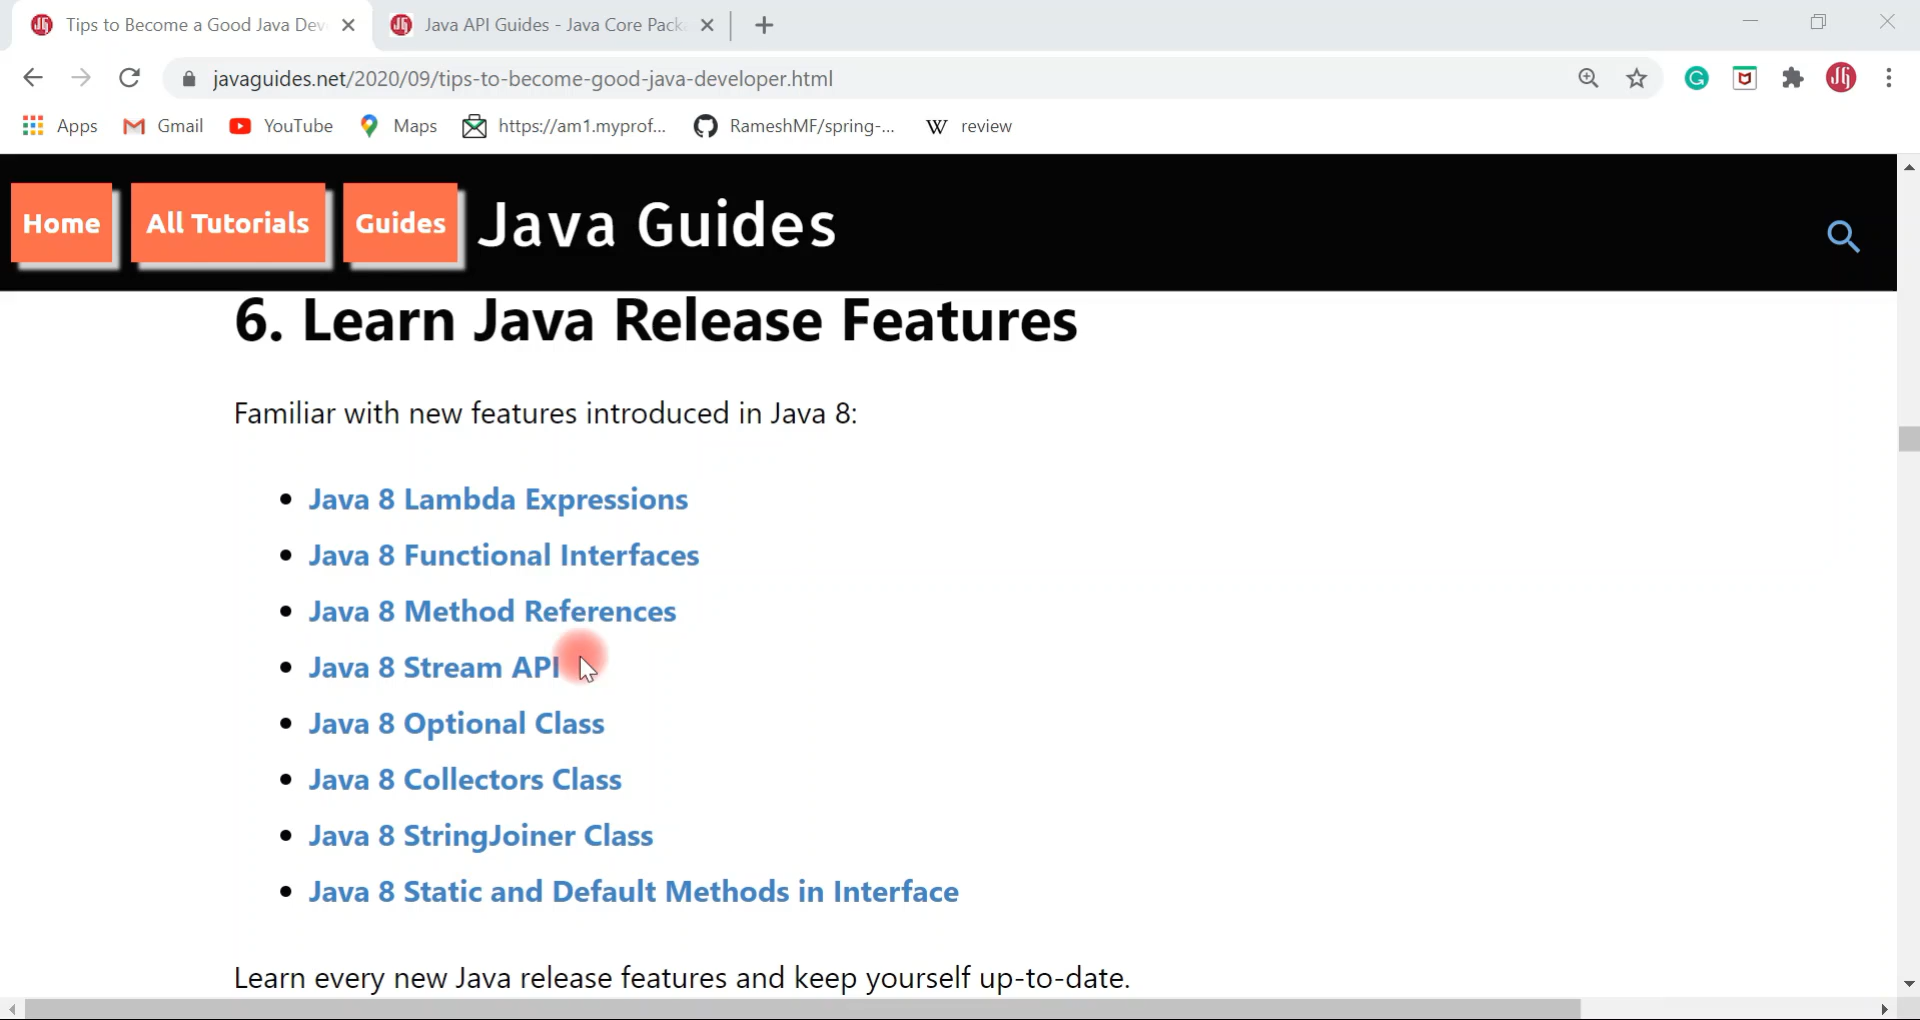 Tips to Become a Good Java Dev
Java API Guides - Java Core Pack
javaguides.net/2020/09/tips-to-become-good-java-developer.html
Apps
Gmail
YouTube
Maps
https://am1.myprof...
RameshMF/spring-...
W review
Home
All Tutorials
Guides
Java Guides
6. Learn Java Release Features
Familiar with new features introduced in Java 8:
• Java 8 Lambda Expressions
• Java 8 Functional Interfaces
• Java 8 Method References
• Java 8 Stream API
• Java 8 Optional Class
• Java 8 Collectors Class
• Java 8 StringJoiner Class
• Java 8 Static and Default Methods in Interface
Learn every new Java release features and keep yourself up-to-date.